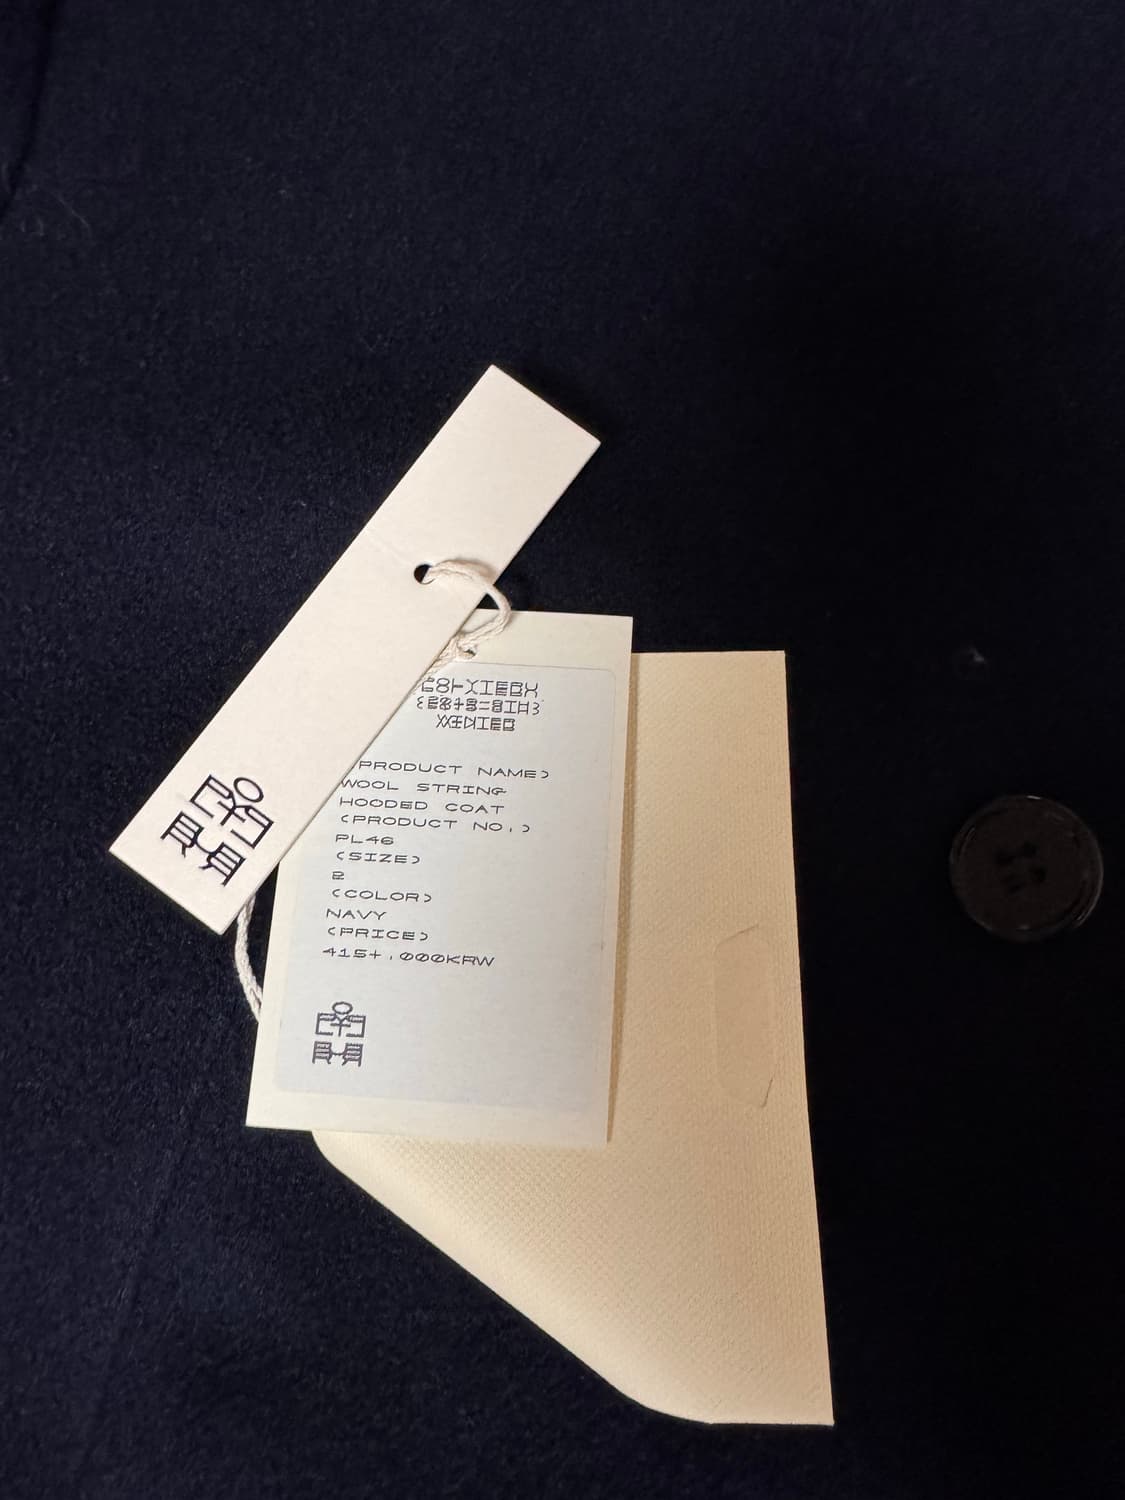 (PRODUCT NAME)
WOOL STRING
HOODED COAT
(PRODUCT NO.)
PL46
(SIZE)
2
(COLOR)
NAVY
(PRICE)
415+,000KRW